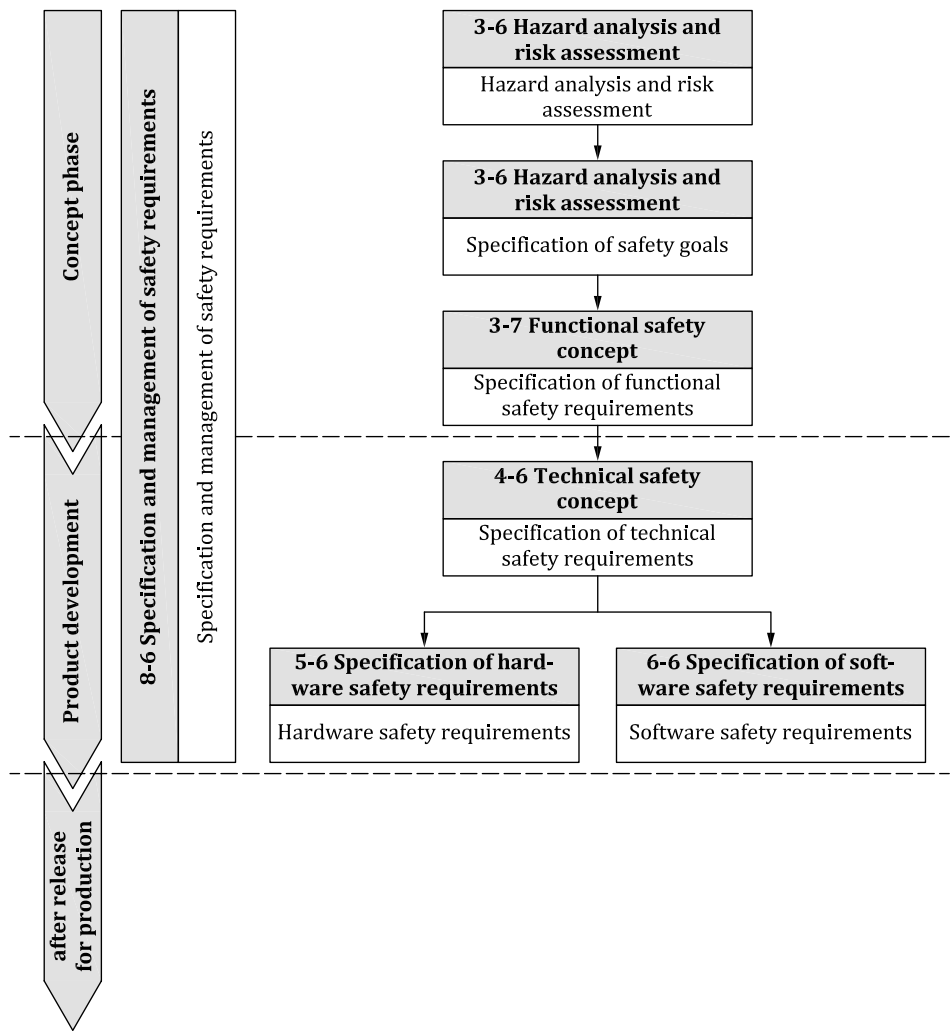 Concept phase
Product development
after release
for production
8-6 Specification and management of safety requirements
Specification and management of safety requirements
3-6 Hazard analysis and
risk assessment
Hazard analysis and risk
assessment
3-6 Hazard analysis and
risk assessment
Specification of safety goals
3-7 Functional safety
concept
Specification of functional
safety requirements
4-6 Technical safety
concept
Specification of technical
safety requirements
5-6 Specification of hard-
ware safety requirements
Hardware safety requirements
6-6 Specification of soft-
ware safety requirements
Software safety requirements